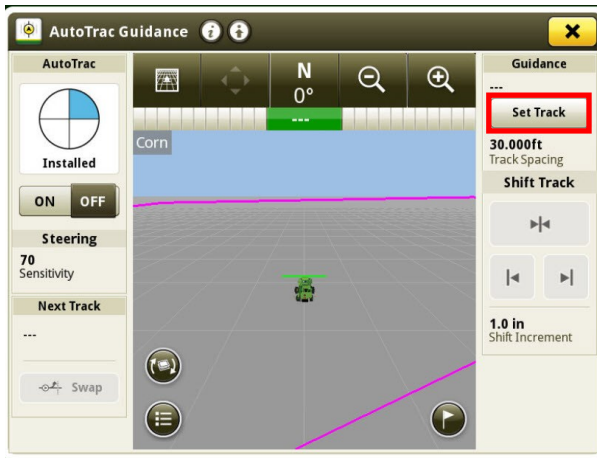 AutoTrac Guidance
AutoTrac
Installed
ON OFF
Steering
70
Sensitivity
Next Track
---
Swap
N
0°
---
Corn
Guidance
---
Set Track
30.000ft
Track Spacing
Shift Track
1.0 in
Shift Increment